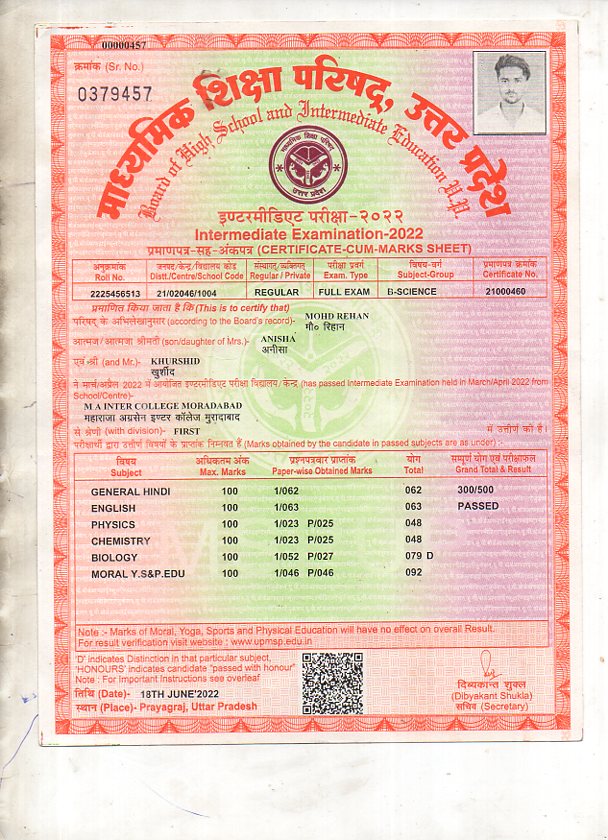 00000457
क्रमांक (Sr. No.)
0379457
माध्यमिक शिक्षा परिषद्, उत्तर प्रदेश
Board of High School and Intermediate Education U.P.
माध्यमिक शिक्षा परिषद्
उत्तर प्रदेश
इण्टरमीडिएट परीक्षा-२०२२
Intermediate Examination-2022
प्रमाणपत्र-सह-अंकपत्र (CERTIFICATE-CUM-MARKS SHEET)
अनुक्रमांक जनपद/केन्द्र/विद्यालय कोड संस्थागत/व्यक्तिगत परीक्षा प्रवर्ग विषय-वर्ग प्रमाणपत्र क्रमांक
Roll No. Distt./Centre/School Code Regular / Private Exam. Type Subject-Group Certificate No.
2225456513 21/02046/1004 REGULAR FULL EXAM B-SCIENCE 21000460
प्रमाणित किया जाता है कि (This is to certify that)
MOHD REHAN
परिषद् के अभिलेखानुसार (according to the Board's record)- मौ० रिहान
आत्मज/आत्मजा श्रीमती (son/daughter of Mrs.)- ANISHA
अनीसा
एवं श्री (and Mr.)- KHURSHID
खुर्शीद
ने मार्च/अप्रैल 2022 में आयोजित इण्टरमीडिएट परीक्षा विद्यालय/ केन्द्र (has passed Intermediate Examination held in March/April 2022 from
School/Centre)-
M A INTER COLLEGE MORADABAD
महाराजा अग्रसेन इण्टर कॉलेज मुरादाबाद
से श्रेणी (with division)- FIRST में उत्तीर्ण की है।
परीक्षार्थी द्वारा उत्तीर्ण विषयों के प्राप्तांक निम्नवत हैं (Marks obtained by the candidate in passed subjects are as under) :-
विषय अधिकतम अंक प्रश्नपत्रवार प्राप्तांक योग सम्पूर्ण योग एवं परीक्षाफल
Subject Max. Marks Paper-wise Obtained Marks Total Grand Total & Result
GENERAL HINDI 100 1/062 062 300/500
ENGLISH 100 1/063 063 PASSED
PHYSICS 100 1/023 P/025 048
CHEMISTRY 100 1/023 P/025 048
BIOLOGY 100 1/052 P/027 079 D
MORAL Y.S&P.EDU 100 1/046 P/046 092
Note :- Marks of Moral, Yoga, Sports and Physical Education will have no effect on overall Result.
For result verification visit website : www.upmsp.edu.in
'D' indicates Distinction in that particular subject,
'HONOURS' indicates candidate "passed with honour"
Note : For Important Instructions see overleaf
तिथि (Date)- 18TH JUNE'2022
स्थान (Place)- Prayagraj, Uttar Pradesh
दिव्यकान्त शुक्ल
(Dibyakant Shukla)
सचिव (Secretary)